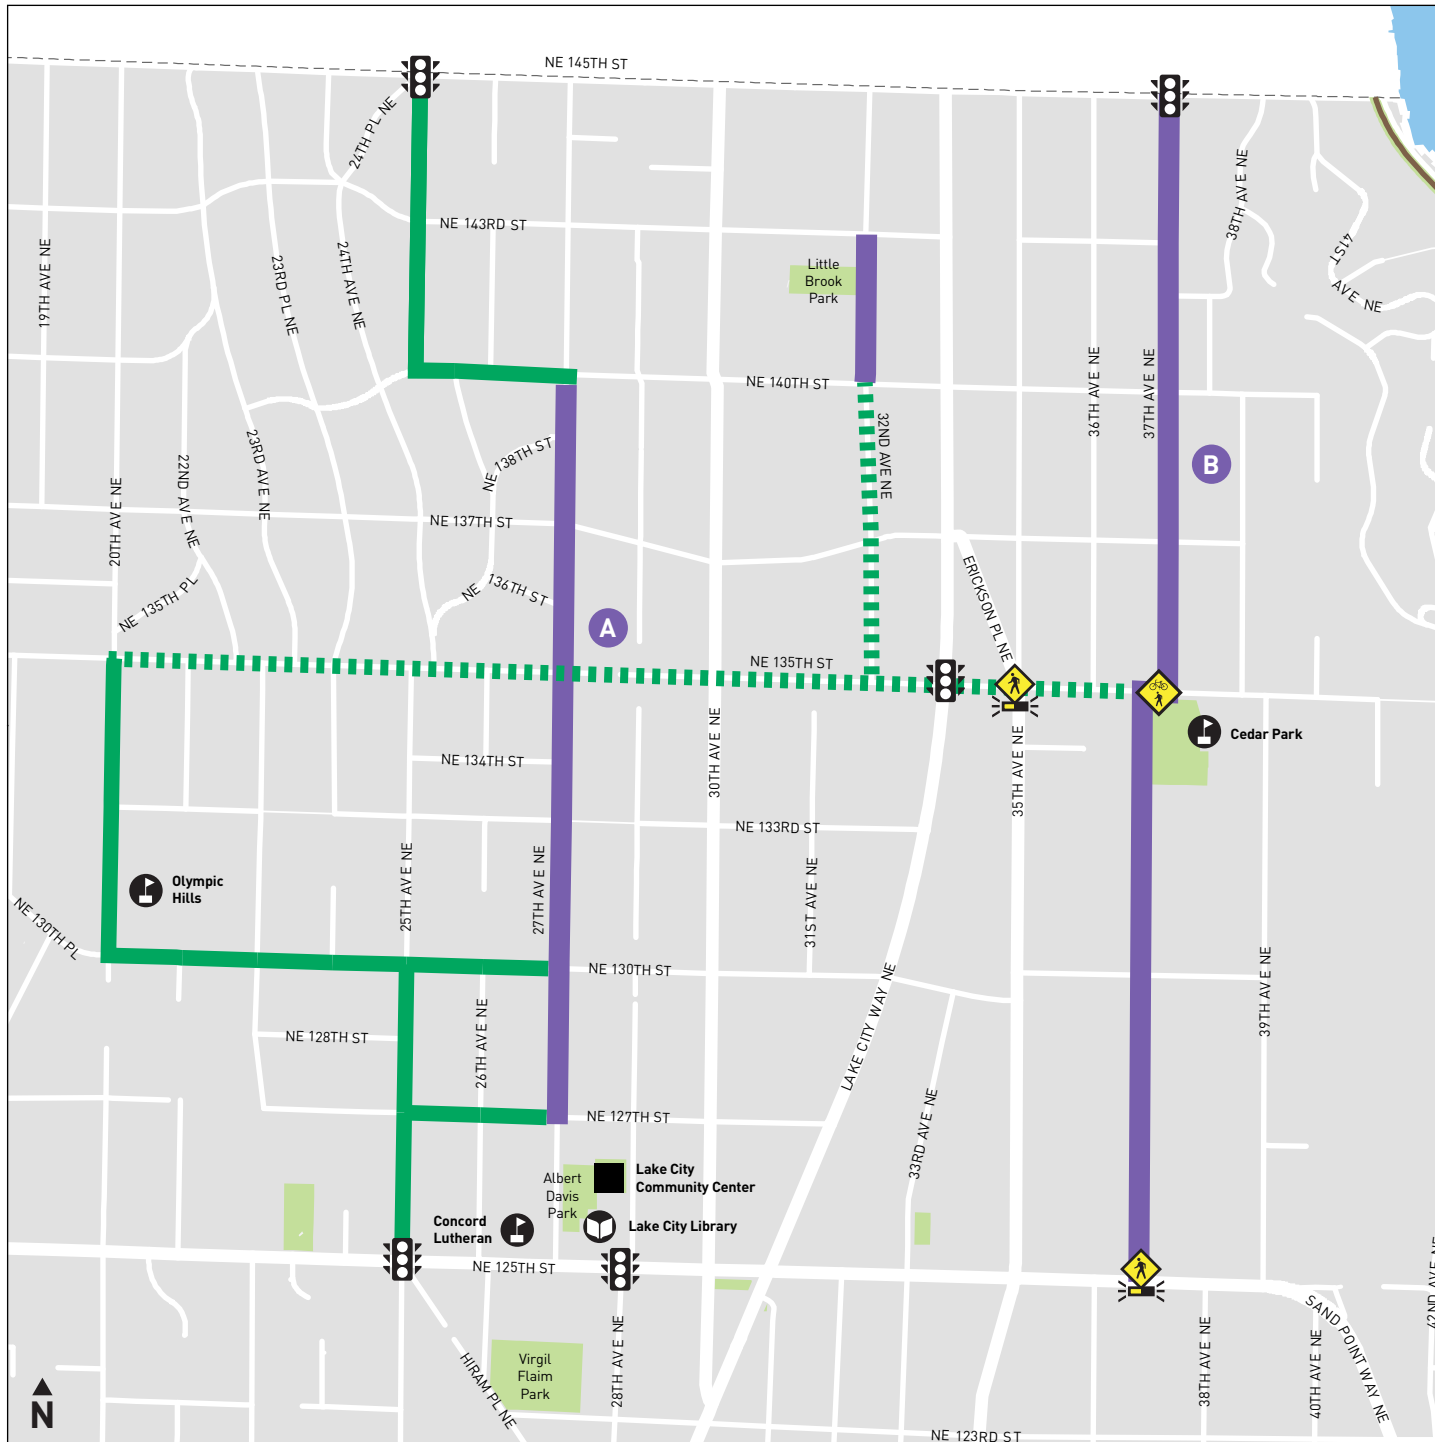 NE 145TH ST
24TH PL NE
NE 143RD ST
38TH AVE NE
41ST
AVE NE
19TH AVE NE
23RD PL NE
24TH AVE NE
Little
Brook
Park
NE 140TH ST
36TH AVE NE
37TH AVE NE
32ND AVE NE
B
NE 138TH ST
23RD AVE NE
22ND AVE NE
20TH AVE NE
NE 137TH ST
ERICKSON PL NE
NE 136TH ST
NE 135TH PL
A
NE 135TH ST
30TH AVE NE
35TH AVE NE
Cedar Park
NE 134TH ST
NE 133RD ST
25TH AVE NE
27TH AVE NE
31ST AVE NE
Olympic
Hills
NE 130TH PL
NE 130TH ST
LAKE CITY WAY NE
39TH AVE NE
NE 128TH ST
26TH AVE NE
NE 127TH ST
33RD AVE NE
Albert
Davis
Park
Lake City
Community Center
Concord
Lutheran
Lake City Library
NE 125TH ST
42ND AVE NE
SAND POINT WAY NE
HIRAM PL NE
Virgil
Flaim
Park
28TH AVE NE
38TH AVE NE
40TH AVE NE
N
NE 123RD ST